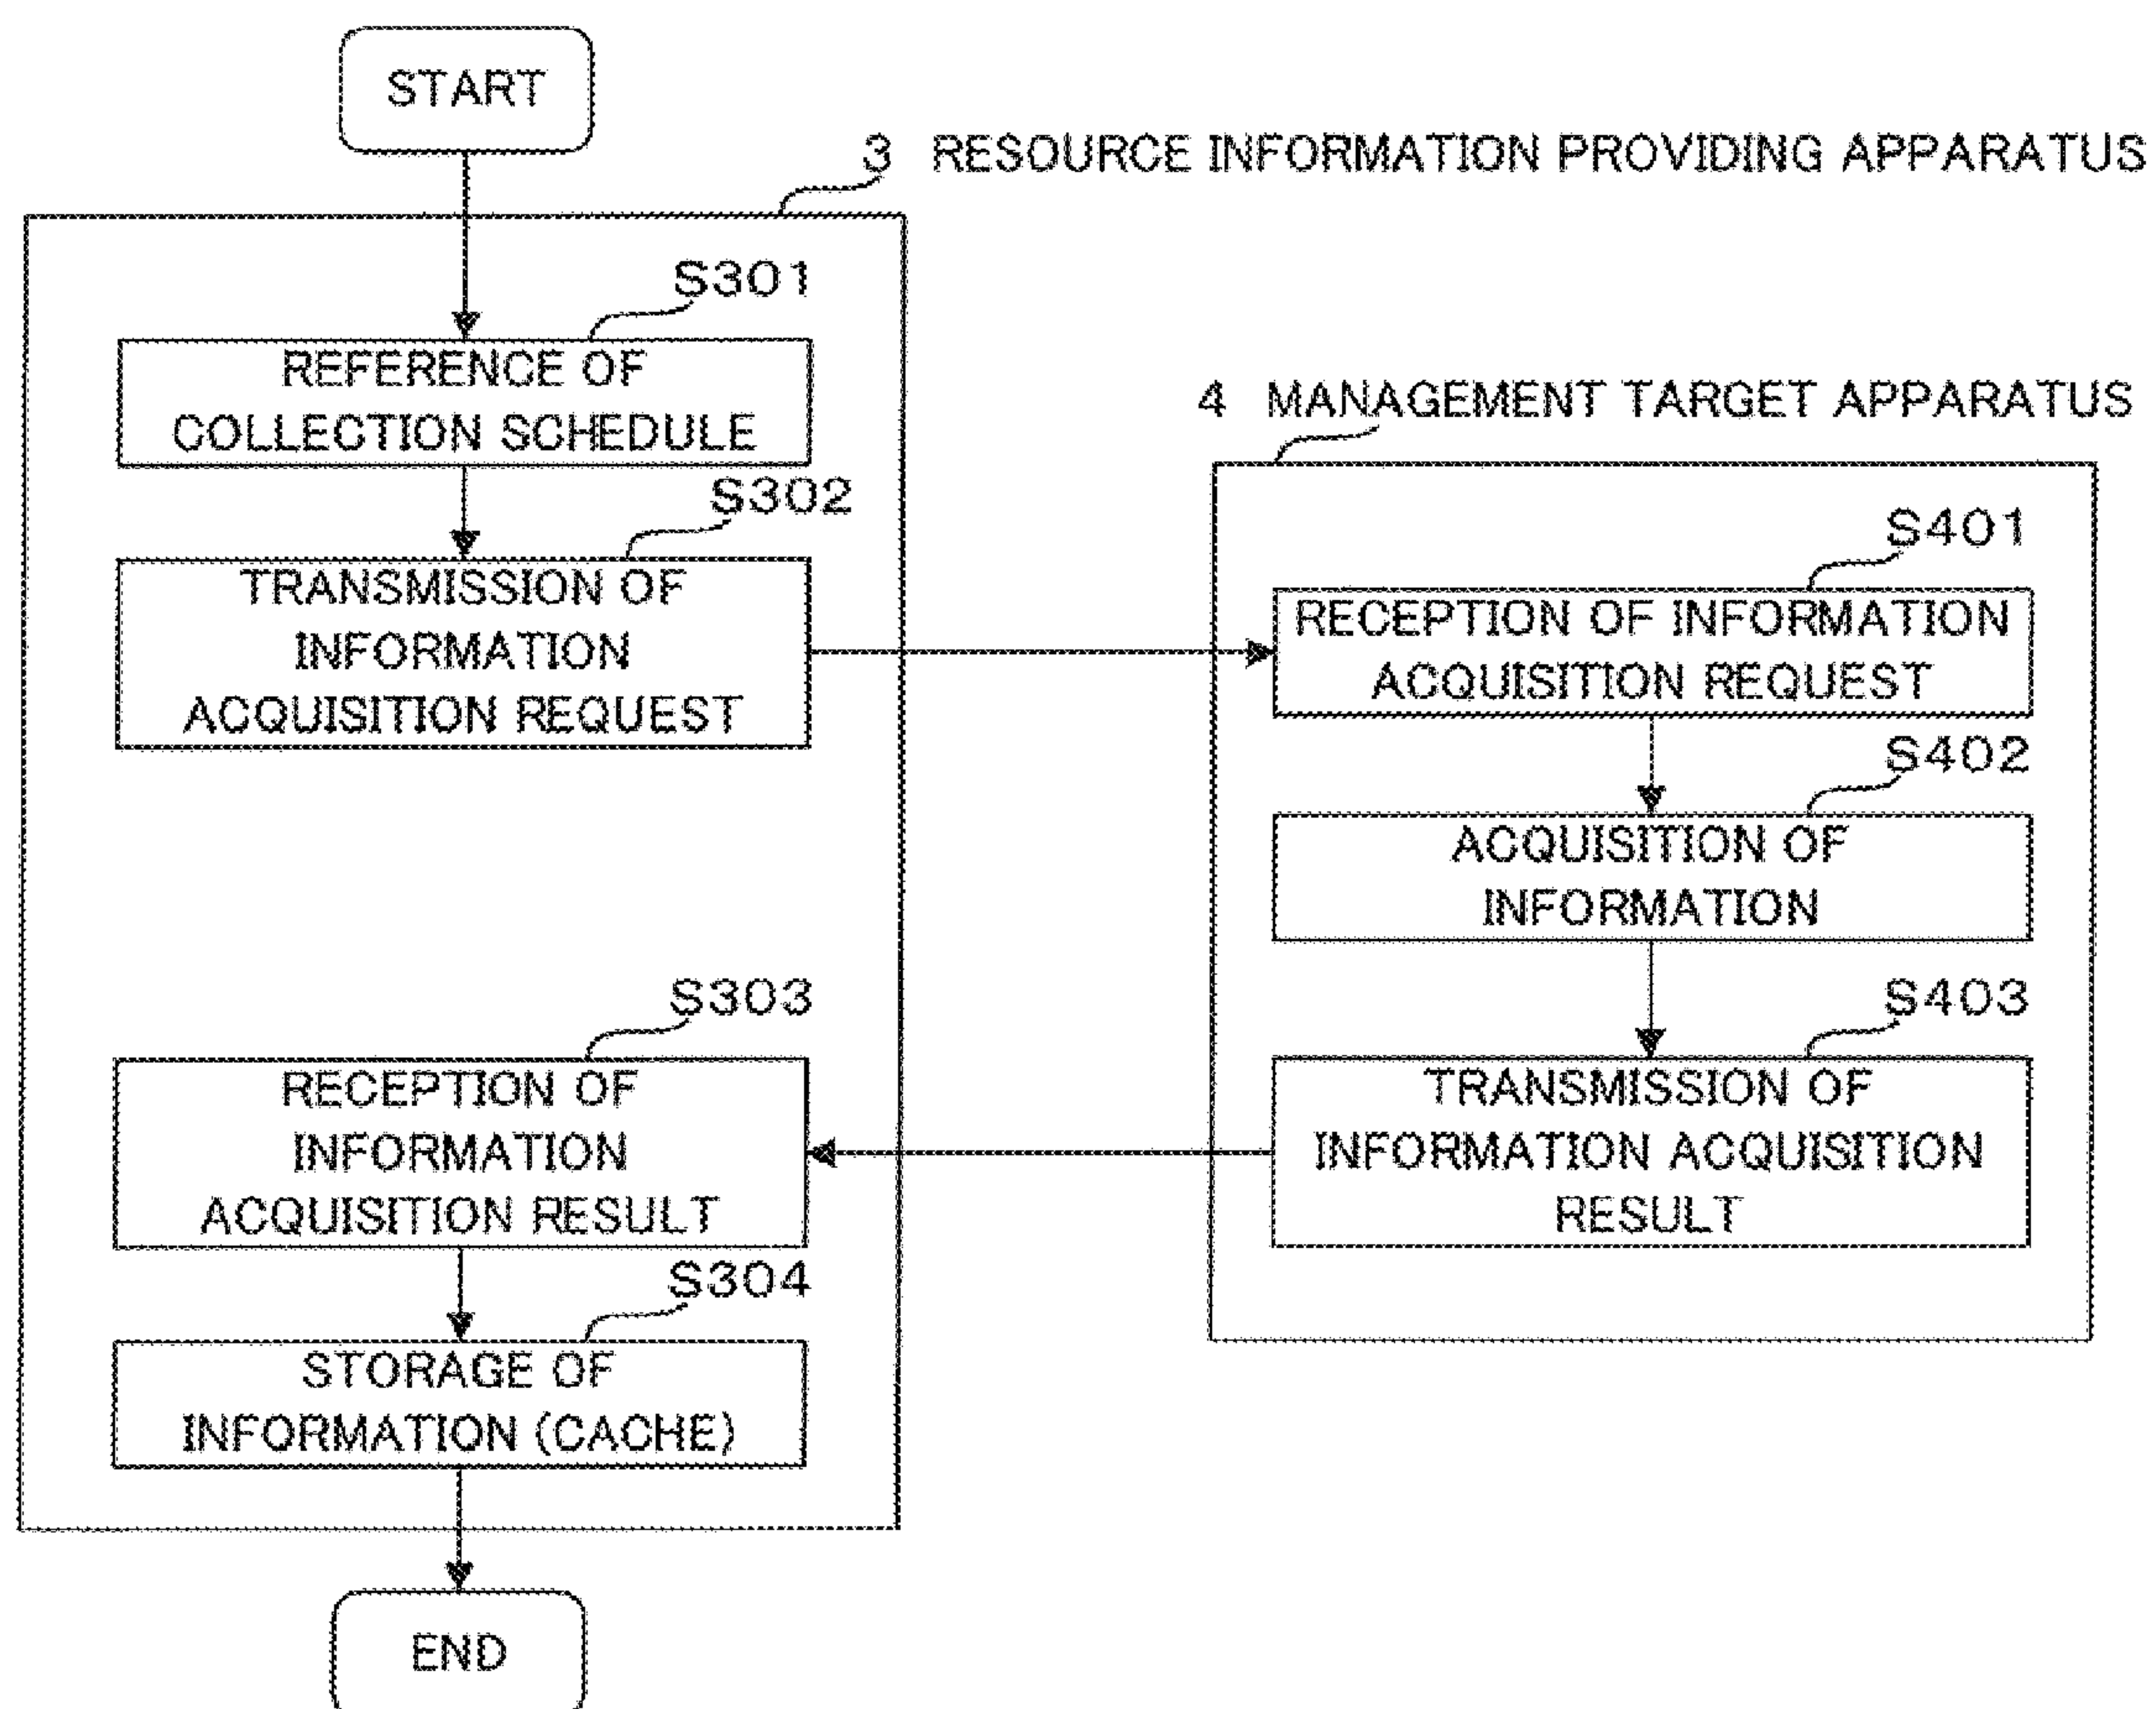 START
3 RESOURCE INFORMATION PROVIDING APPARATUS
S301
REFERENCE OF
COLLECTION SCHEDULE
S302
TRANSMISSION OF
INFORMATION
ACQUISITION REQUEST
4 MANAGEMENT TARGET APPARATUS
S401
RECEPTION OF INFORMATION
ACQUISITION REQUEST
S402
ACQUISITION OF
INFORMATION
S403
TRANSMISSION OF
INFORMATION ACQUISITION
RESULT
S303
RECEPTION OF
INFORMATION
ACQUISITION RESULT
S304
STORAGE OF
INFORMATION (CACHE)
END